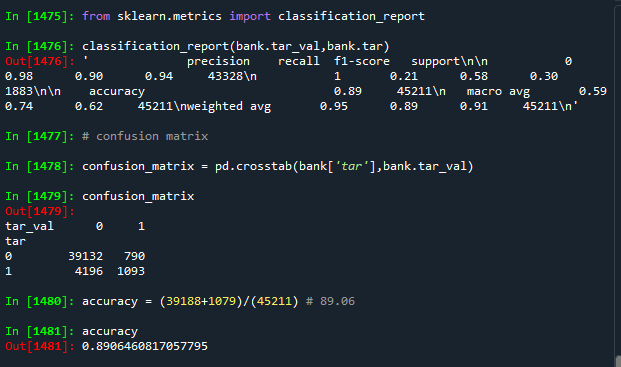 In [1475]: from sklearn.metrics import classification_report
In [1476]: classification_report(bank.tar_val,bank.tar)
Out[1476]: '              precision    recall  f1-score   support\n\n           0
0.98      0.90      0.94     43328\n           1       0.21      0.58      0.30
1883\n\n    accuracy                           0.89     45211\n   macro avg       0.59
0.74      0.62     45211\nweighted avg       0.95      0.89      0.91     45211\n'
In [1477]: # confusion matrix
In [1478]: confusion_matrix = pd.crosstab(bank['tar'],bank.tar_val)
In [1479]: confusion_matrix
Out[1479]:
tar_val      0     1
tar
0        39132   790
1         4196  1093
In [1480]: accuracy = (39188+1079)/(45211) # 89.06
In [1481]: accuracy
Out[1481]: 0.8906460817057795